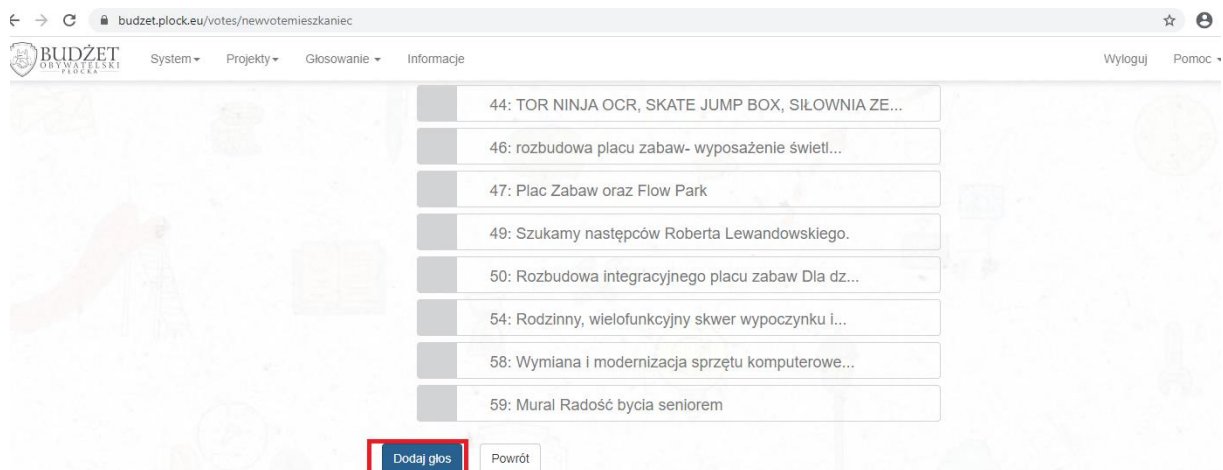 budzet.plock.eu/votes/newvotemieszkaniec
BUDŻET
OBYWATELSKI
PŁOCKA
System Projekty Głosowanie Informacje Wyloguj Pomoc
44: TOR NINJA OCR, SKATE JUMP BOX, SIŁOWNIA ZE...
46: rozbudowa placu zabaw- wyposażenie świetl...
47: Plac Zabaw oraz Flow Park
49: Szukamy następców Roberta Lewandowskiego.
50: Rozbudowa integracyjnego placu zabaw Dla dz...
54: Rodzinny, wielofunkcyjny skwer wypoczynku i...
58: Wymiana i modernizacja sprzętu komputerowe...
59: Mural Radość bycia seniorem
Dodaj głos Powrót